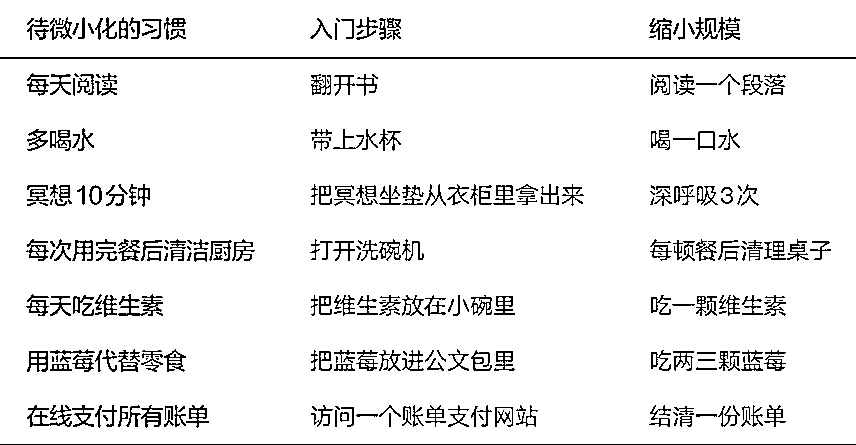 待微小化的习惯 入门步骤 缩小规模
每天阅读 翻开书 阅读一个段落
多喝水 带上水杯 喝一口水
冥想10分钟 把冥想坐垫从衣柜里拿出来 深呼吸3次
每次用完餐后清洁厨房 打开洗碗机 每顿餐后清理桌子
每天吃维生素 把维生素放在小碗里 吃一颗维生素
用蓝莓代替零食 把蓝莓放进公文包里 吃两三颗蓝莓
在线支付所有账单 访问一个账单支付网站 结清一份账单